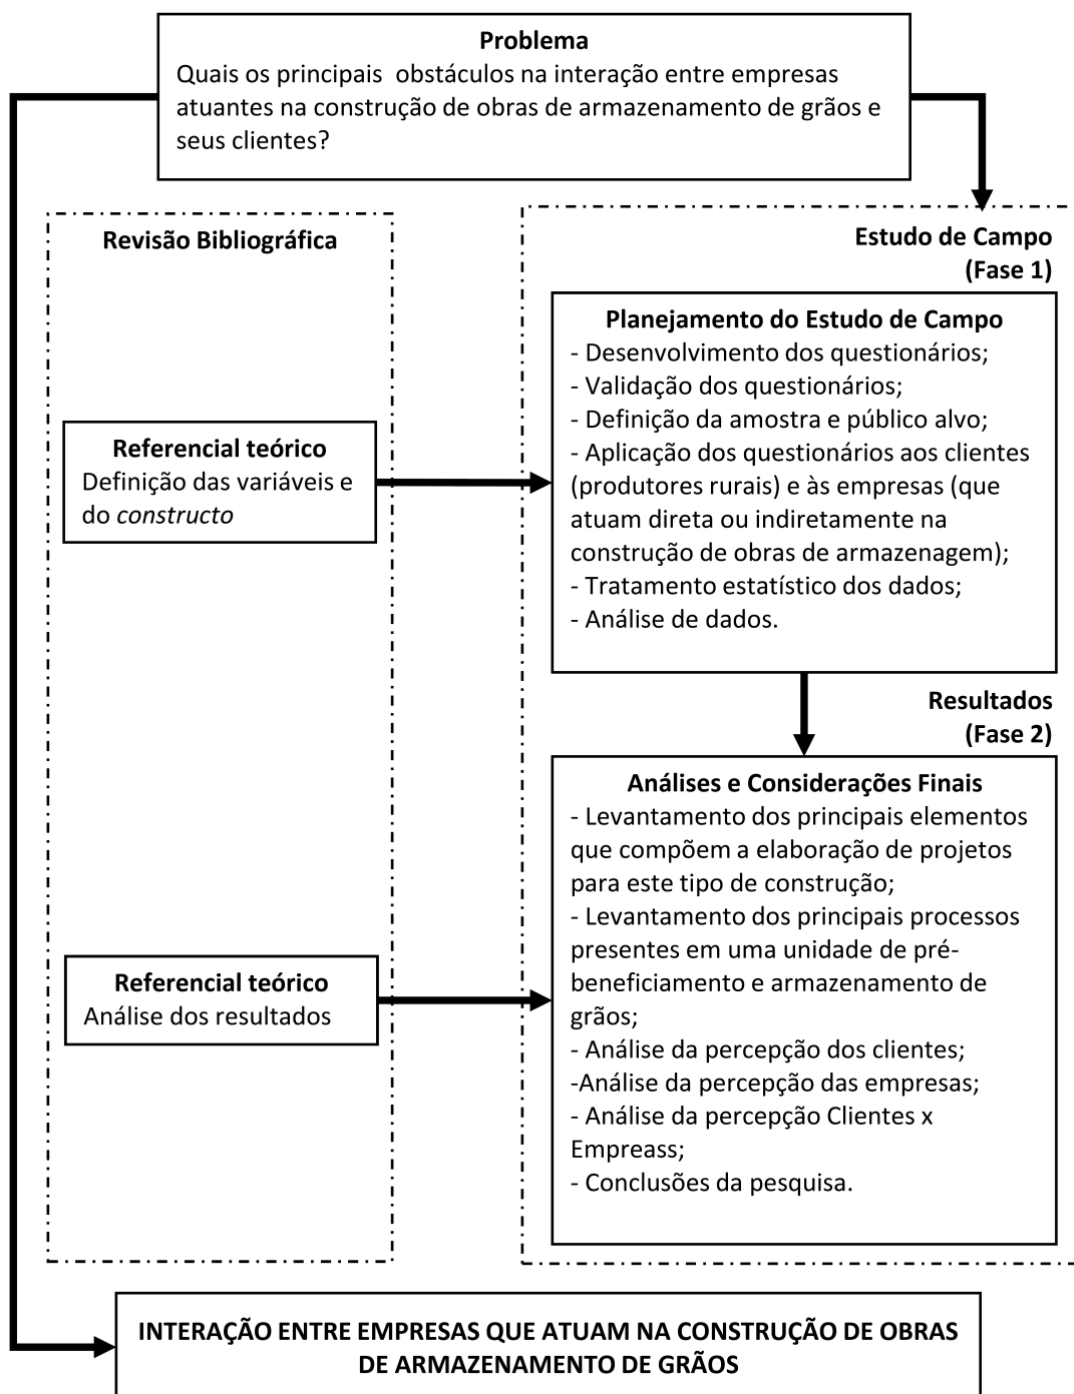 Problema
Quais os principais obstáculos na interação entre empresas
atuantes na construção de obras de armazenamento de grãos e
seus clientes?
Revisão Bibliográfica
Referencial teórico
Definição das variáveis e
do constructo
Referencial teórico
Análise dos resultados
Estudo de Campo
(Fase 1)
Planejamento do Estudo de Campo
- Desenvolvimento dos questionários;
- Validação dos questionários;
- Definição da amostra e público alvo;
- Aplicação dos questionários aos clientes
(produtores rurais) e às empresas (que
atuam direta ou indiretamente na
construção de obras de armazenagem);
- Tratamento estatístico dos dados;
- Análise de dados.
Resultados
(Fase 2)
Análises e Considerações Finais
- Levantamento dos principais elementos
que compõem a elaboração de projetos
para este tipo de construção;
- Levantamento dos principais processos
presentes em uma unidade de pré-
beneficiamento e armazenamento de
grãos;
- Análise da percepção dos clientes;
-Análise da percepção das empresas;
- Análise da percepção Clientes x
Empreass;
- Conclusões da pesquisa.
INTERAÇÃO ENTRE EMPRESAS QUE ATUAM NA CONSTRUÇÃO DE OBRAS
DE ARMAZENAMENTO DE GRÃOS